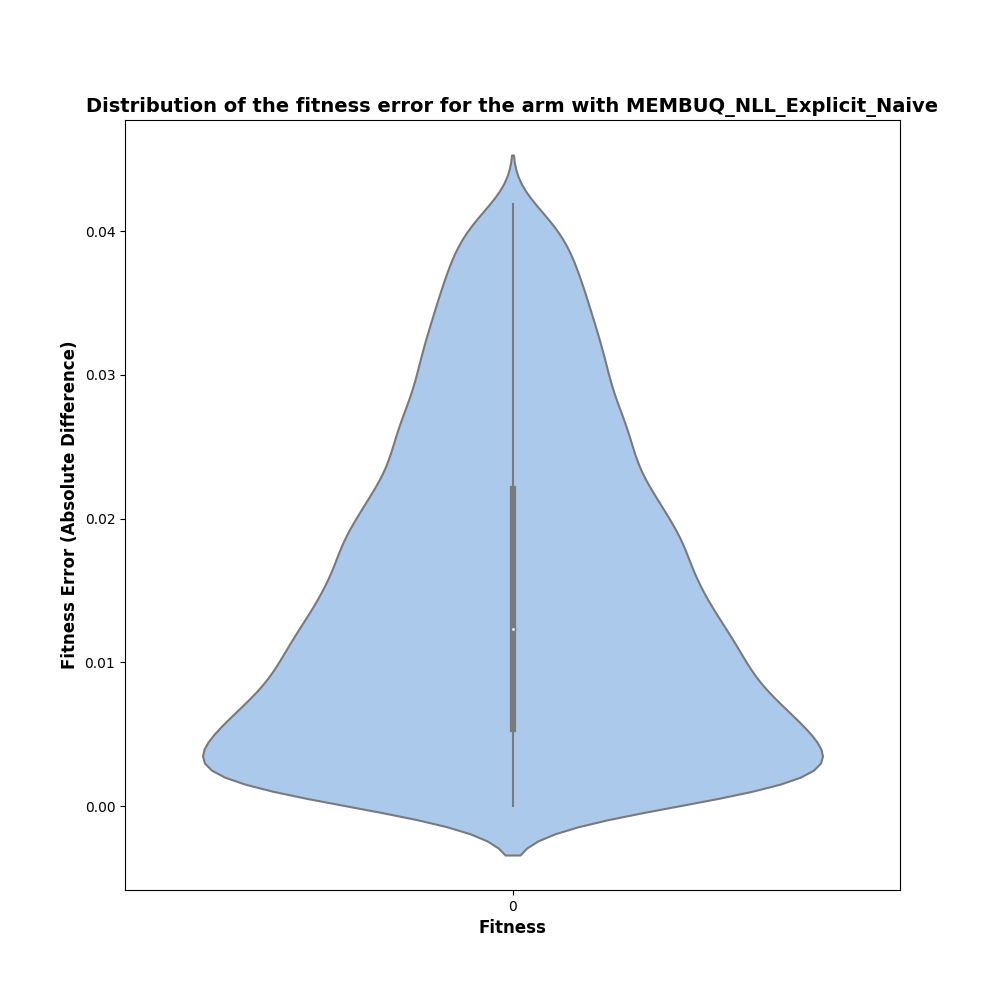 Distribution of the fitness error for the arm with MEMBUQ_NLL_Explicit_Naive
Fitness Error (Absolute Difference)
0.04
0.03
0.02
0.01
0.00
0
Fitness